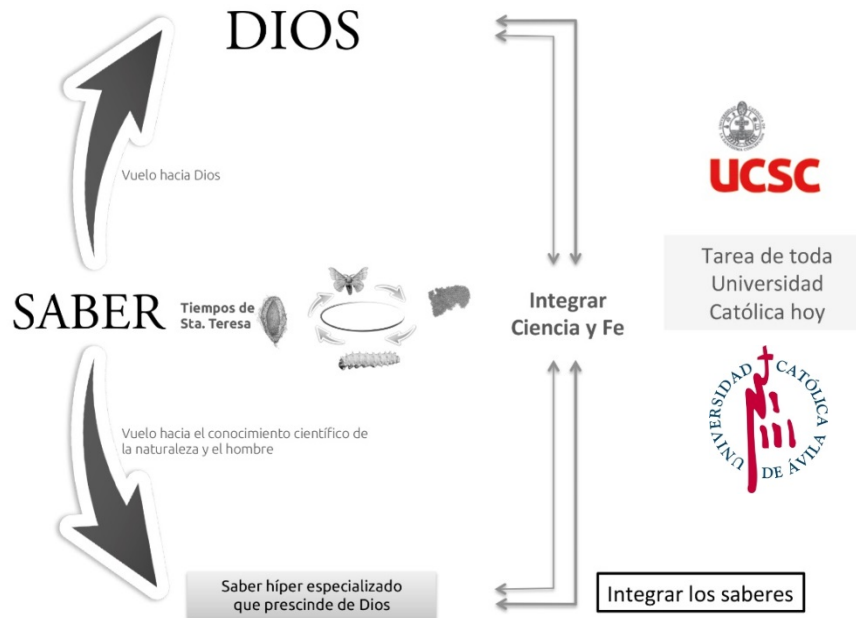 DIOS
Vuelo hacia Dios
UCSC
Tarea de toda
Universidad
Católica hoy
SABER
Tiempos de
Sta. Teresa
Integrar
Ciencia y Fe
UNIVERSIDAD CATÓLICA
DE ÁVILA
Vuelo hacia el conocimiento científico de
la naturaleza y el hombre
Saber híper especializado
que prescinde de Dios
Integrar los saberes